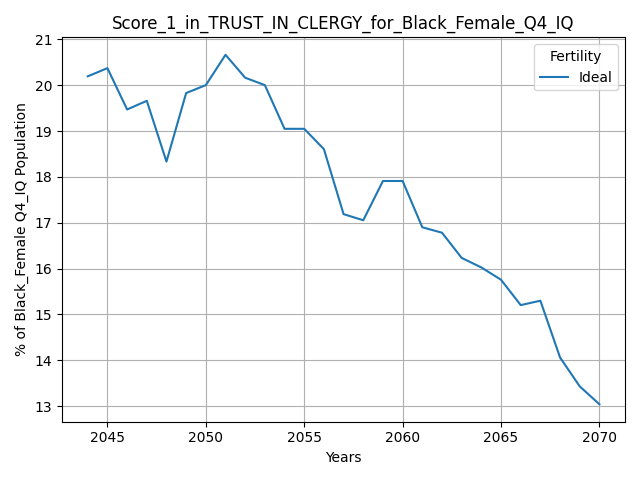 Score_1_in_TRUST_IN_CLERGY_for_Black_Female_Q4_IQ
% of Black_Female Q4_IQ Population
21
20
19
18
17
16
15
14
13
Fertility
Ideal
2045 2050 2055 2060 2065 2070
Years